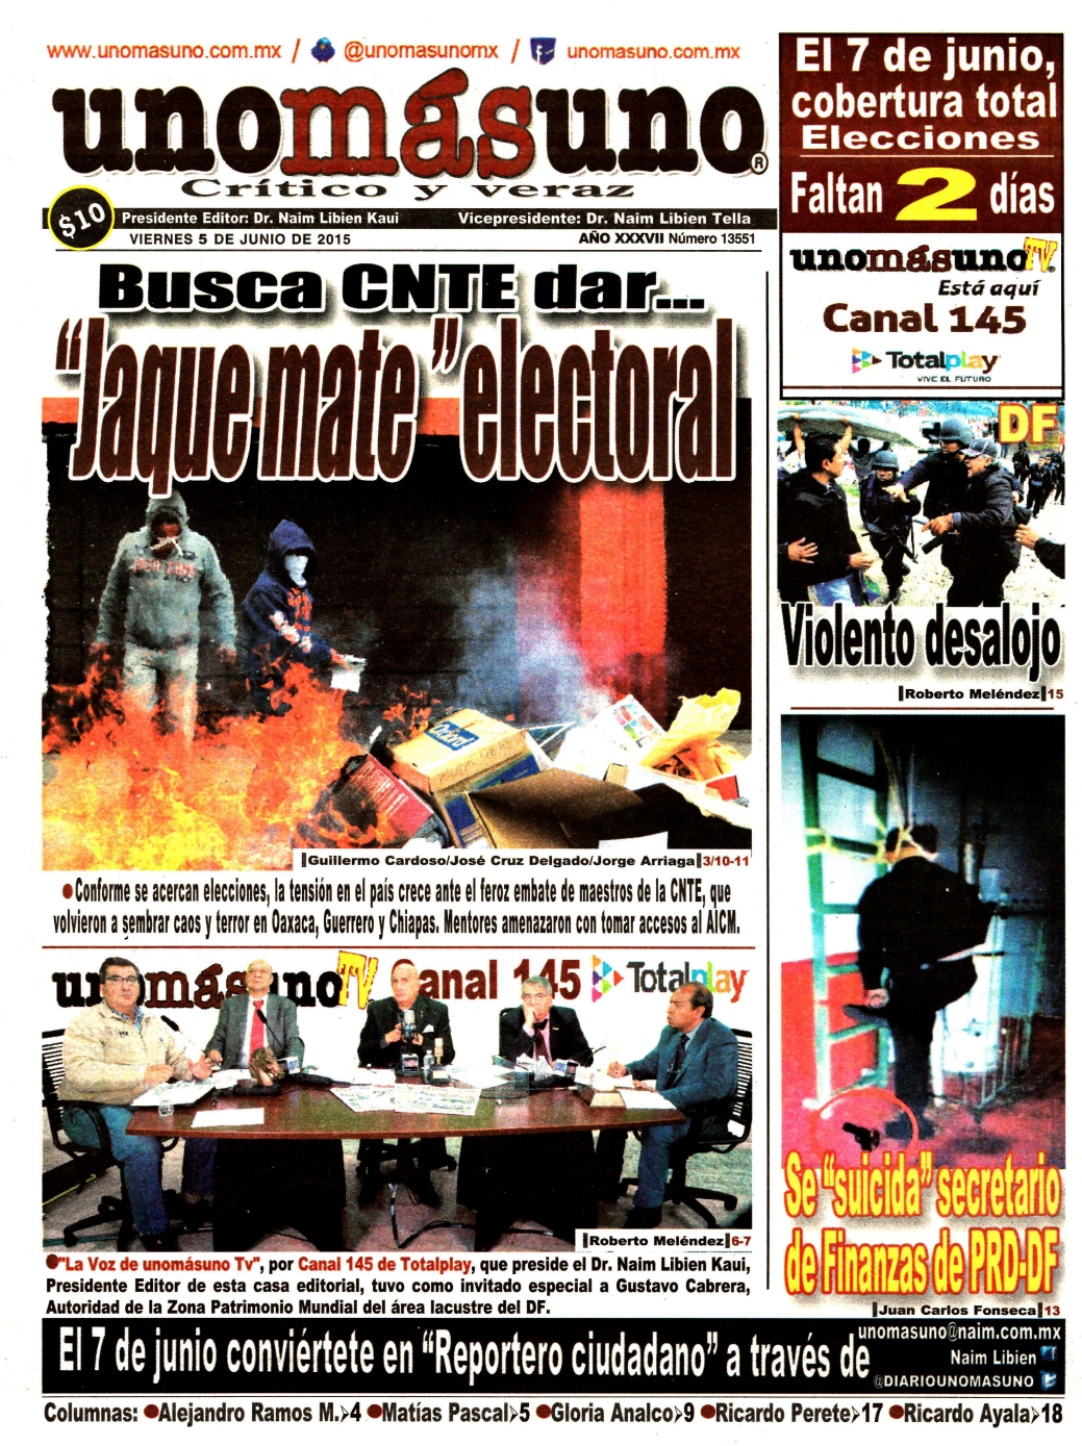 www.unomasuno.com.mx / @unomasunomx / unomasuno.com.mx
unomásuno®
Crítico y veraz
$10
Presidente Editor: Dr. Naim Libien Kaui Vicepresidente: Dr. Naim Libien Tella
VIERNES 5 DE JUNIO DE 2015 AÑO XXXVII Número 13551
El 7 de junio,
cobertura total
Elecciones
Faltan 2 días
unomásuno TV®
Está aquí
Canal 145
Totalplay
VIVE EL FUTURO
Busca CNTE dar...
"Jaque mate" electoral
Oxford
Guillermo Cardoso/José Cruz Delgado/Jorge Arriaga 3/10-11
●Conforme se acercan elecciones, la tensión en el país crece ante el feroz embate de maestros de la CNTE, que
volvieron a sembrar caos y terror en Oaxaca, Guerrero y Chiapas. Mentores amenazaron con tomar accesos al AICM.
DF
Violento desalojo
Roberto Meléndez 15
Se "suicida" secretario
de Finanzas de PRD-DF
Juan Carlos Fonseca 13
unomásuno TV Canal 145 Totalplay
Roberto Meléndez 6-7
●"La Voz de unomásuno Tv", por Canal 145 de Totalplay, que preside el Dr. Naim Libien Kaui,
Presidente Editor de esta casa editorial, tuvo como invitado especial a Gustavo Cabrera,
Autoridad de la Zona Patrimonio Mundial del área lacustre del DF.
El 7 de junio conviértete en "Reportero ciudadano" a través de
unomasuno@naim.com.mx
Naim Libien
@DIARIOUNOMASUNO
Columnas: ●Alejandro Ramos M.>4 ●Matías Pascal>5 ●Gloria Analco>9 ●Ricardo Perete>17 ●Ricardo Ayala>18